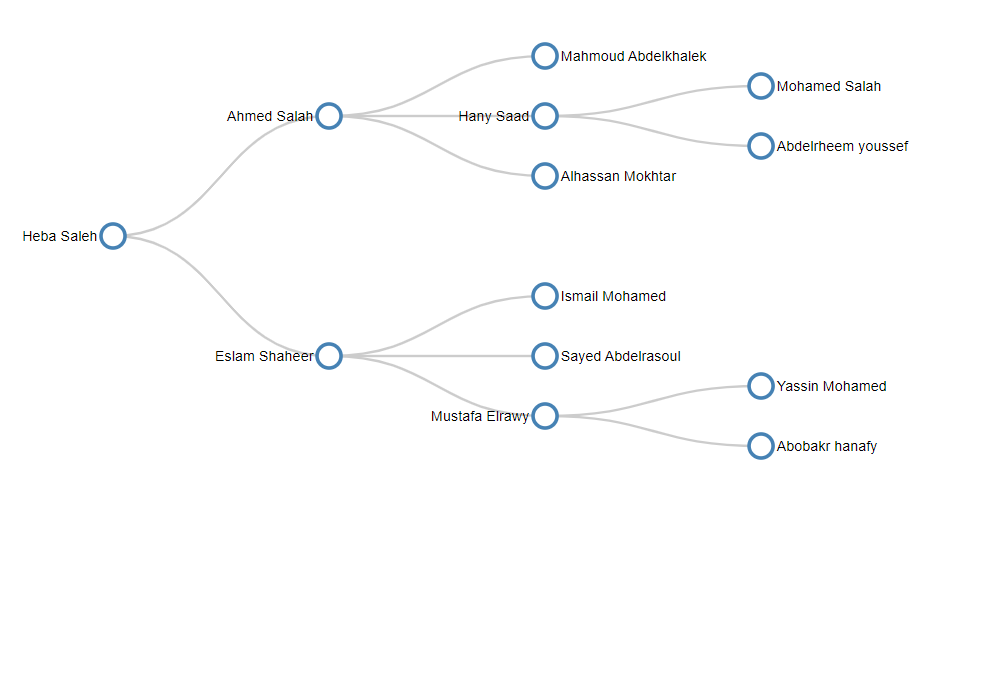 Mahmoud Abdelkhalek
Mohamed Salah
Ahmed Salah
Hany Saad
Abdelrheem youssef
Alhassan Mokhtar
Heba Saleh
Ismail Mohamed
Eslam Shaheer
Sayed Abdelrasoul
Yassin Mohamed
Mustafa Elrawy
Abobakr hanafy